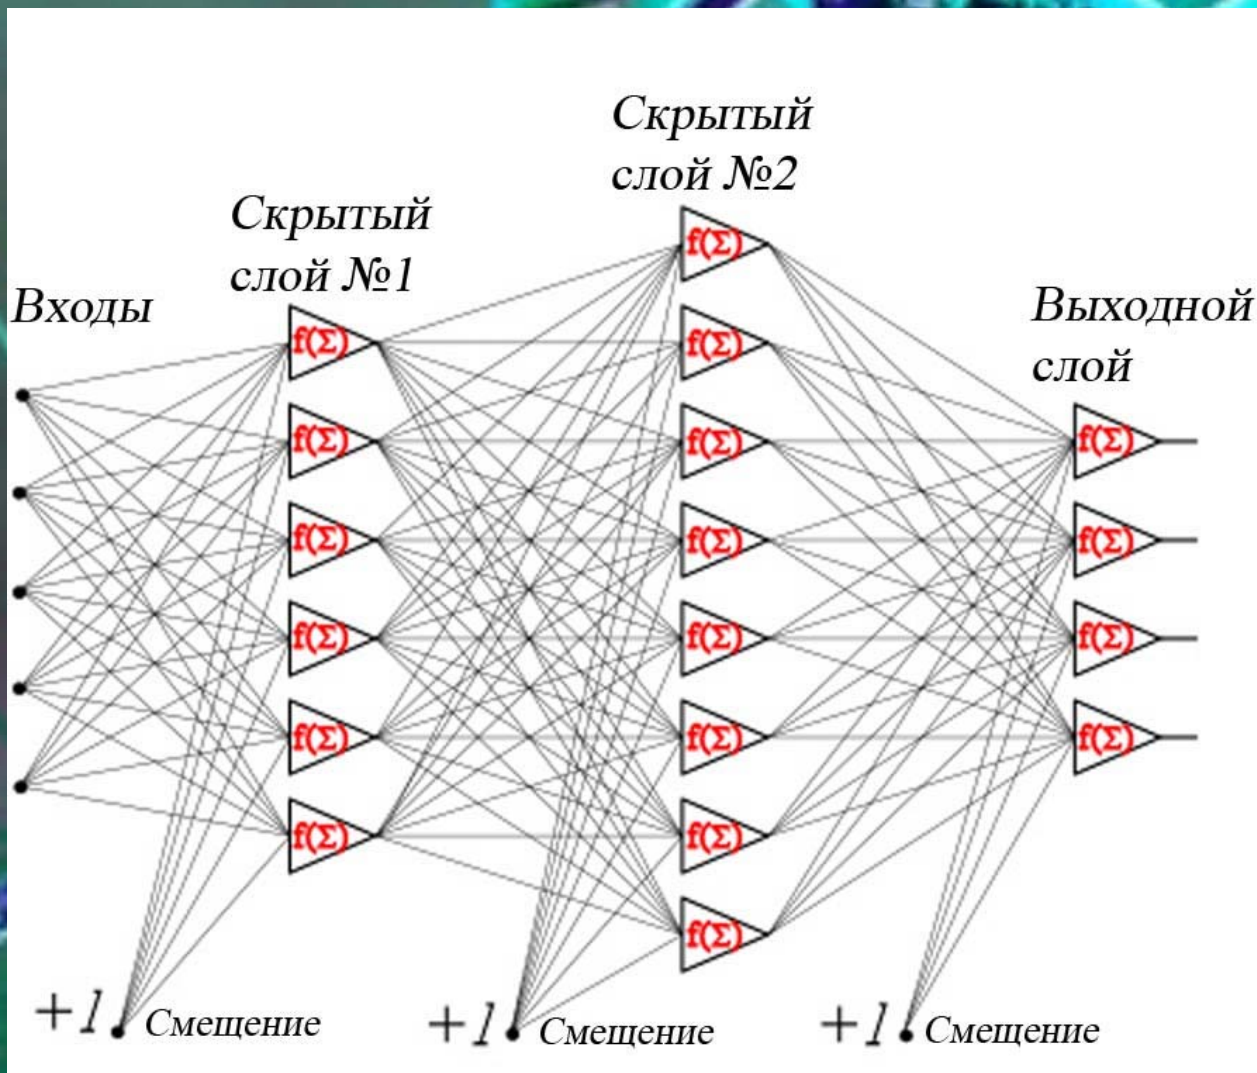 Входы
Скрытый
слой №1
f(Σ)
f(Σ)
f(Σ)
f(Σ)
f(Σ)
f(Σ)
Скрытый
слой №2
f(Σ)
f(Σ)
f(Σ)
f(Σ)
f(Σ)
f(Σ)
f(Σ)
f(Σ)
Выходной
слой
f(Σ)
f(Σ)
f(Σ)
f(Σ)
+1 Смещение
+1 Смещение
+1 Смещение